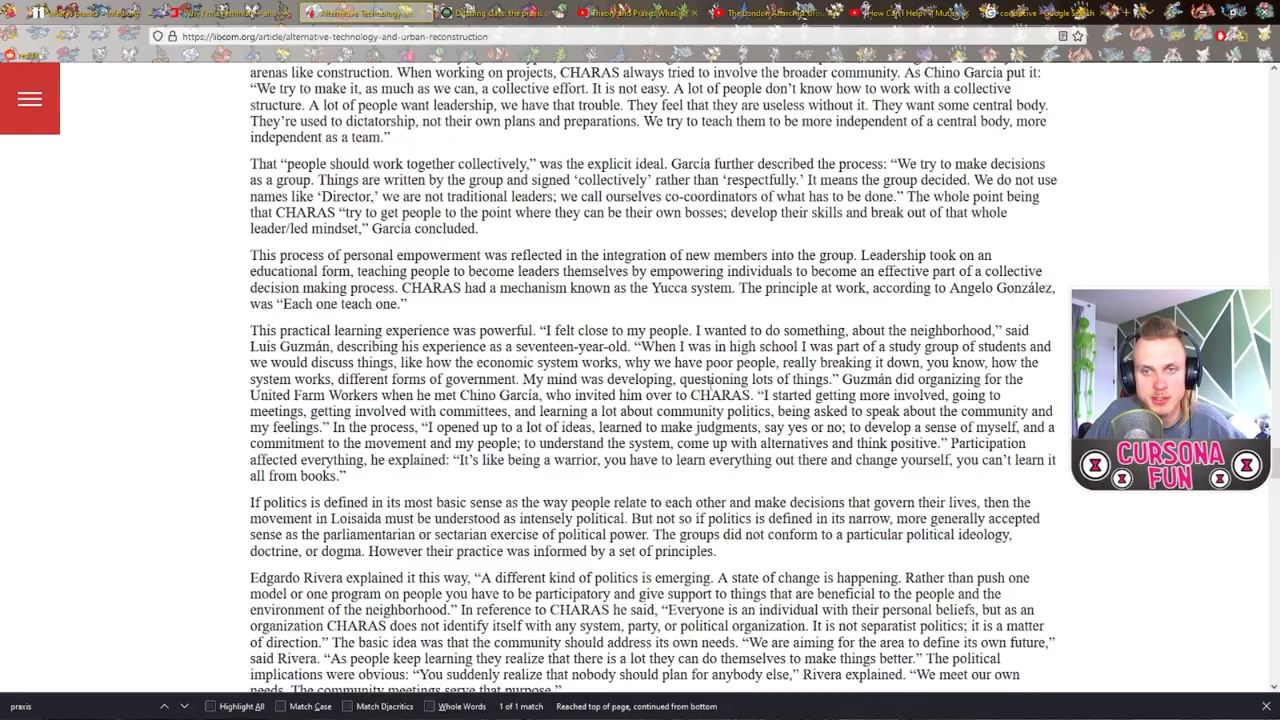 Alternative Technology
https://libcom.org/article/alternative-technology-and-urban-reconstruction
arenas like construction. When working on projects, CHARAS always tried to involve the broader community. As Chino García put it:
“We try to make it, as much as we can, a collective effort. It is not easy. A lot of people don’t know how to work with a collective
structure. A lot of people want leadership, we have that trouble. They feel that they are useless without it. They want some central body.
They’re used to dictatorship, not their own plans and preparations. We try to teach them to be more independent of a central body, more
independent as a team.”
That “people should work together collectively,” was the explicit ideal. García further described the process: “We try to make decisions
as a group. Things are written by the group and signed ‘collectively’ rather than ‘respectfully.’ It means the group decided. We do not use
names like ‘Director,’ we are not traditional leaders; we call ourselves co-coordinators of what has to be done.” The whole point being
that CHARAS “try to get people to the point where they can be their own bosses; develop their skills and break out of that whole
leader/led mindset,” García concluded.
This process of personal empowerment was reflected in the integration of new members into the group. Leadership took on an
educational form, teaching people to become leaders themselves by empowering individuals to become an effective part of a collective
decision making process. CHARAS had a mechanism known as the Yucca system. The principle at work, according to Angelo González,
was “Each one teach one.”
This practical learning experience was powerful. “I felt close to my people. I wanted to do something, about the neighborhood,” said
Luis Guzmán, describing his experience as a seventeen-year-old. “When I was in high school I was part of a study group of students and
we would discuss things, like how the economic system works, why we have poor people, really breaking it down, you know, how the
system works, different forms of government. My mind was developing, questioning lots of things.” Guzmán did organizing for the
United Farm Workers when he met Chino García, who invited him over to CHARAS. “I started getting more involved, going to
meetings, getting involved with committees, and learning a lot about community politics, being asked to speak about the community and
my feelings.” In the process, “I opened up to a lot of ideas, learned to make judgments, say yes or no; to develop a sense of myself, and a
commitment to the movement and my people; to understand the system, come up with alternatives and think positive.” Participation
affected everything, he explained: “It’s like being a warrior, you have to learn everything out there and change yourself, you can’t learn it
all from books.”
If politics is defined in its most basic sense as the way people relate to each other and make decisions that govern their lives, then the
movement in Loisaida must be understood as intensely political. But not so if politics is defined in its narrow, more generally accepted
sense as the parliamentarian or sectarian exercise of political power. The groups did not conform to a particular political ideology,
doctrine, or dogma. However their practice was informed by a set of principles.
Edgardo Rivera explained it this way, “A different kind of politics is emerging. A state of change is happening. Rather than push one
model or one program on people you have to be participatory and give support to things that are beneficial to the people and the
environment of the neighborhood.” In reference to CHARAS he said, “Everyone is an individual with their personal beliefs, but as an
organization CHARAS does not identify itself with any system, party, or political organization. It is not separatist politics; it is a matter
of direction.” The basic idea was that the community should address its own needs. “We are aiming for the area to define its own future,”
said Rivera. “As people keep learning they realize that there is a lot they can do themselves to make things better.” The political
implications were obvious: “You suddenly realize that nobody should plan for anybody else,” Rivera explained. “We meet our own
needs. The community meetings serve that purpose.”
CURSONA
FUN
praxis Highlight All Match Case Match Diacritics Whole Words 1 of 1 match Reached top of page, continued from bottom